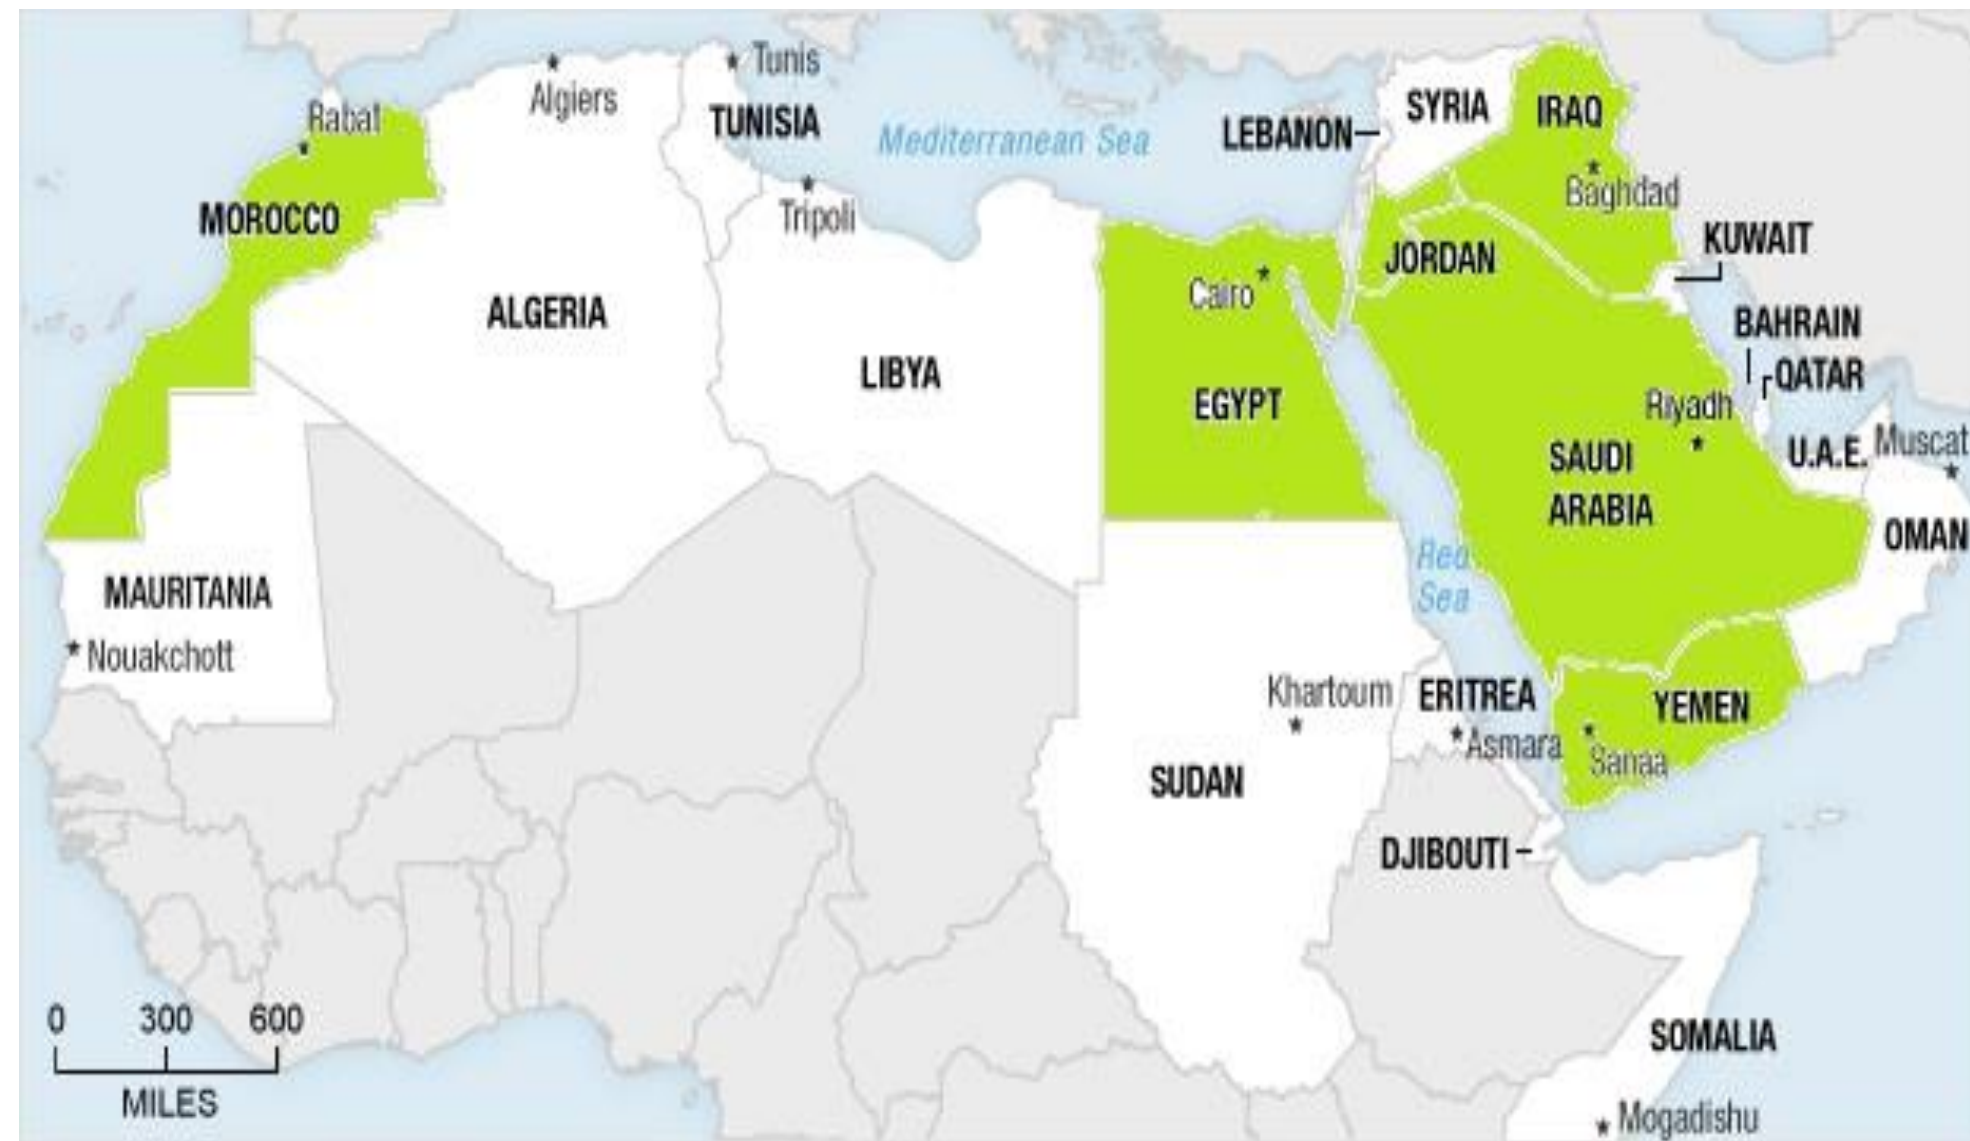 Tunis
Algiers
Rabat
TUNISIA
Mediterranean Sea
LEBANON
SYRIA
IRAQ
Baghdad
Tripoli
MOROCCO
KUWAIT
JORDAN
Cairo
ALGERIA
BAHRAIN
QATAR
LIBYA
EGYPT
Riyadh
SAUDI
ARABIA
U.A.E.
Muscat
OMAN
Red
Sea
MAURITANIA
Nouakchott
Khartoum
ERITREA
Asmara
YEMEN
Sanaa
SUDAN
DJIBOUTI
0 300 600
MILES
SOMALIA
Mogadishu